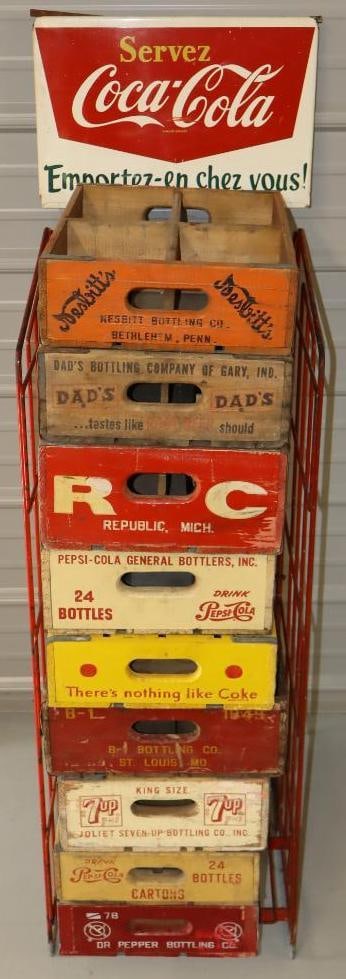 Servez
Coca-Cola
Emportez-en chez vous!
Nesbitt's Nesbitt's
NESBITT BOTTLING CO.
BETHLEHEM, PENN.
DAD'S BOTTLING COMPANY OF GARY, IND.
DAD'S DAD'S
...tastes like should
R C
REPUBLIC, MICH.
PEPSI-COLA GENERAL BOTTLERS, INC.
24 DRINK
BOTTLES PEPSI-COLA
There's nothing like Coke
B-1
B-1 BOTTLING CO.
ST. LOUIS, MO.
KING SIZE
7up 7up
JOLIET SEVEN-UP BOTTLING CO., INC.
DRINK 24
PEPSI-COLA BOTTLES
CARTONS
78
DR PEPPER BOTTLING CO.